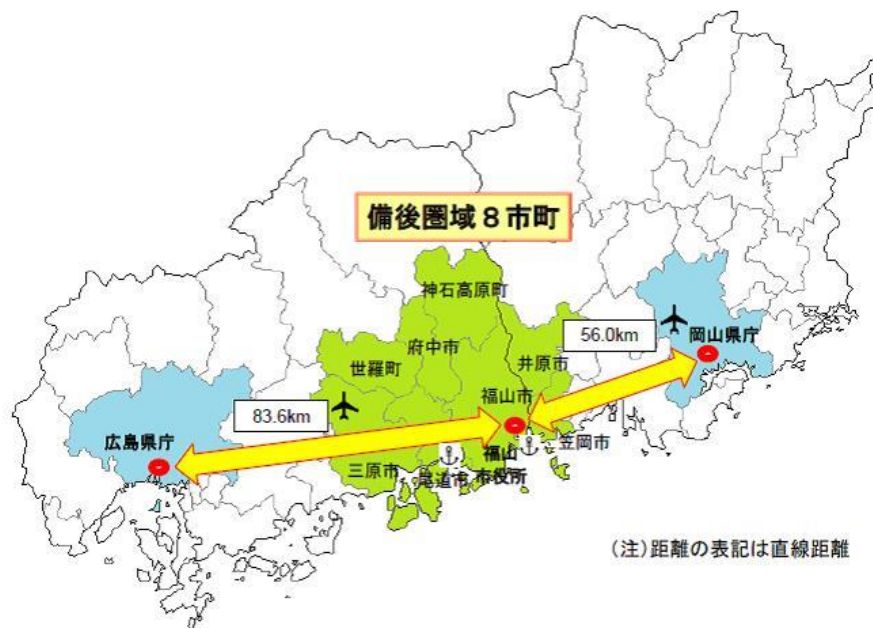 備後圏域8市町
神石高原町
56.0km
岡山県庁
府中市
井原市
世羅町
福山市
83.6km
広島県庁
福山
市役所
笠岡市
三原市
尾道市
(注)距離の表記は直線距離